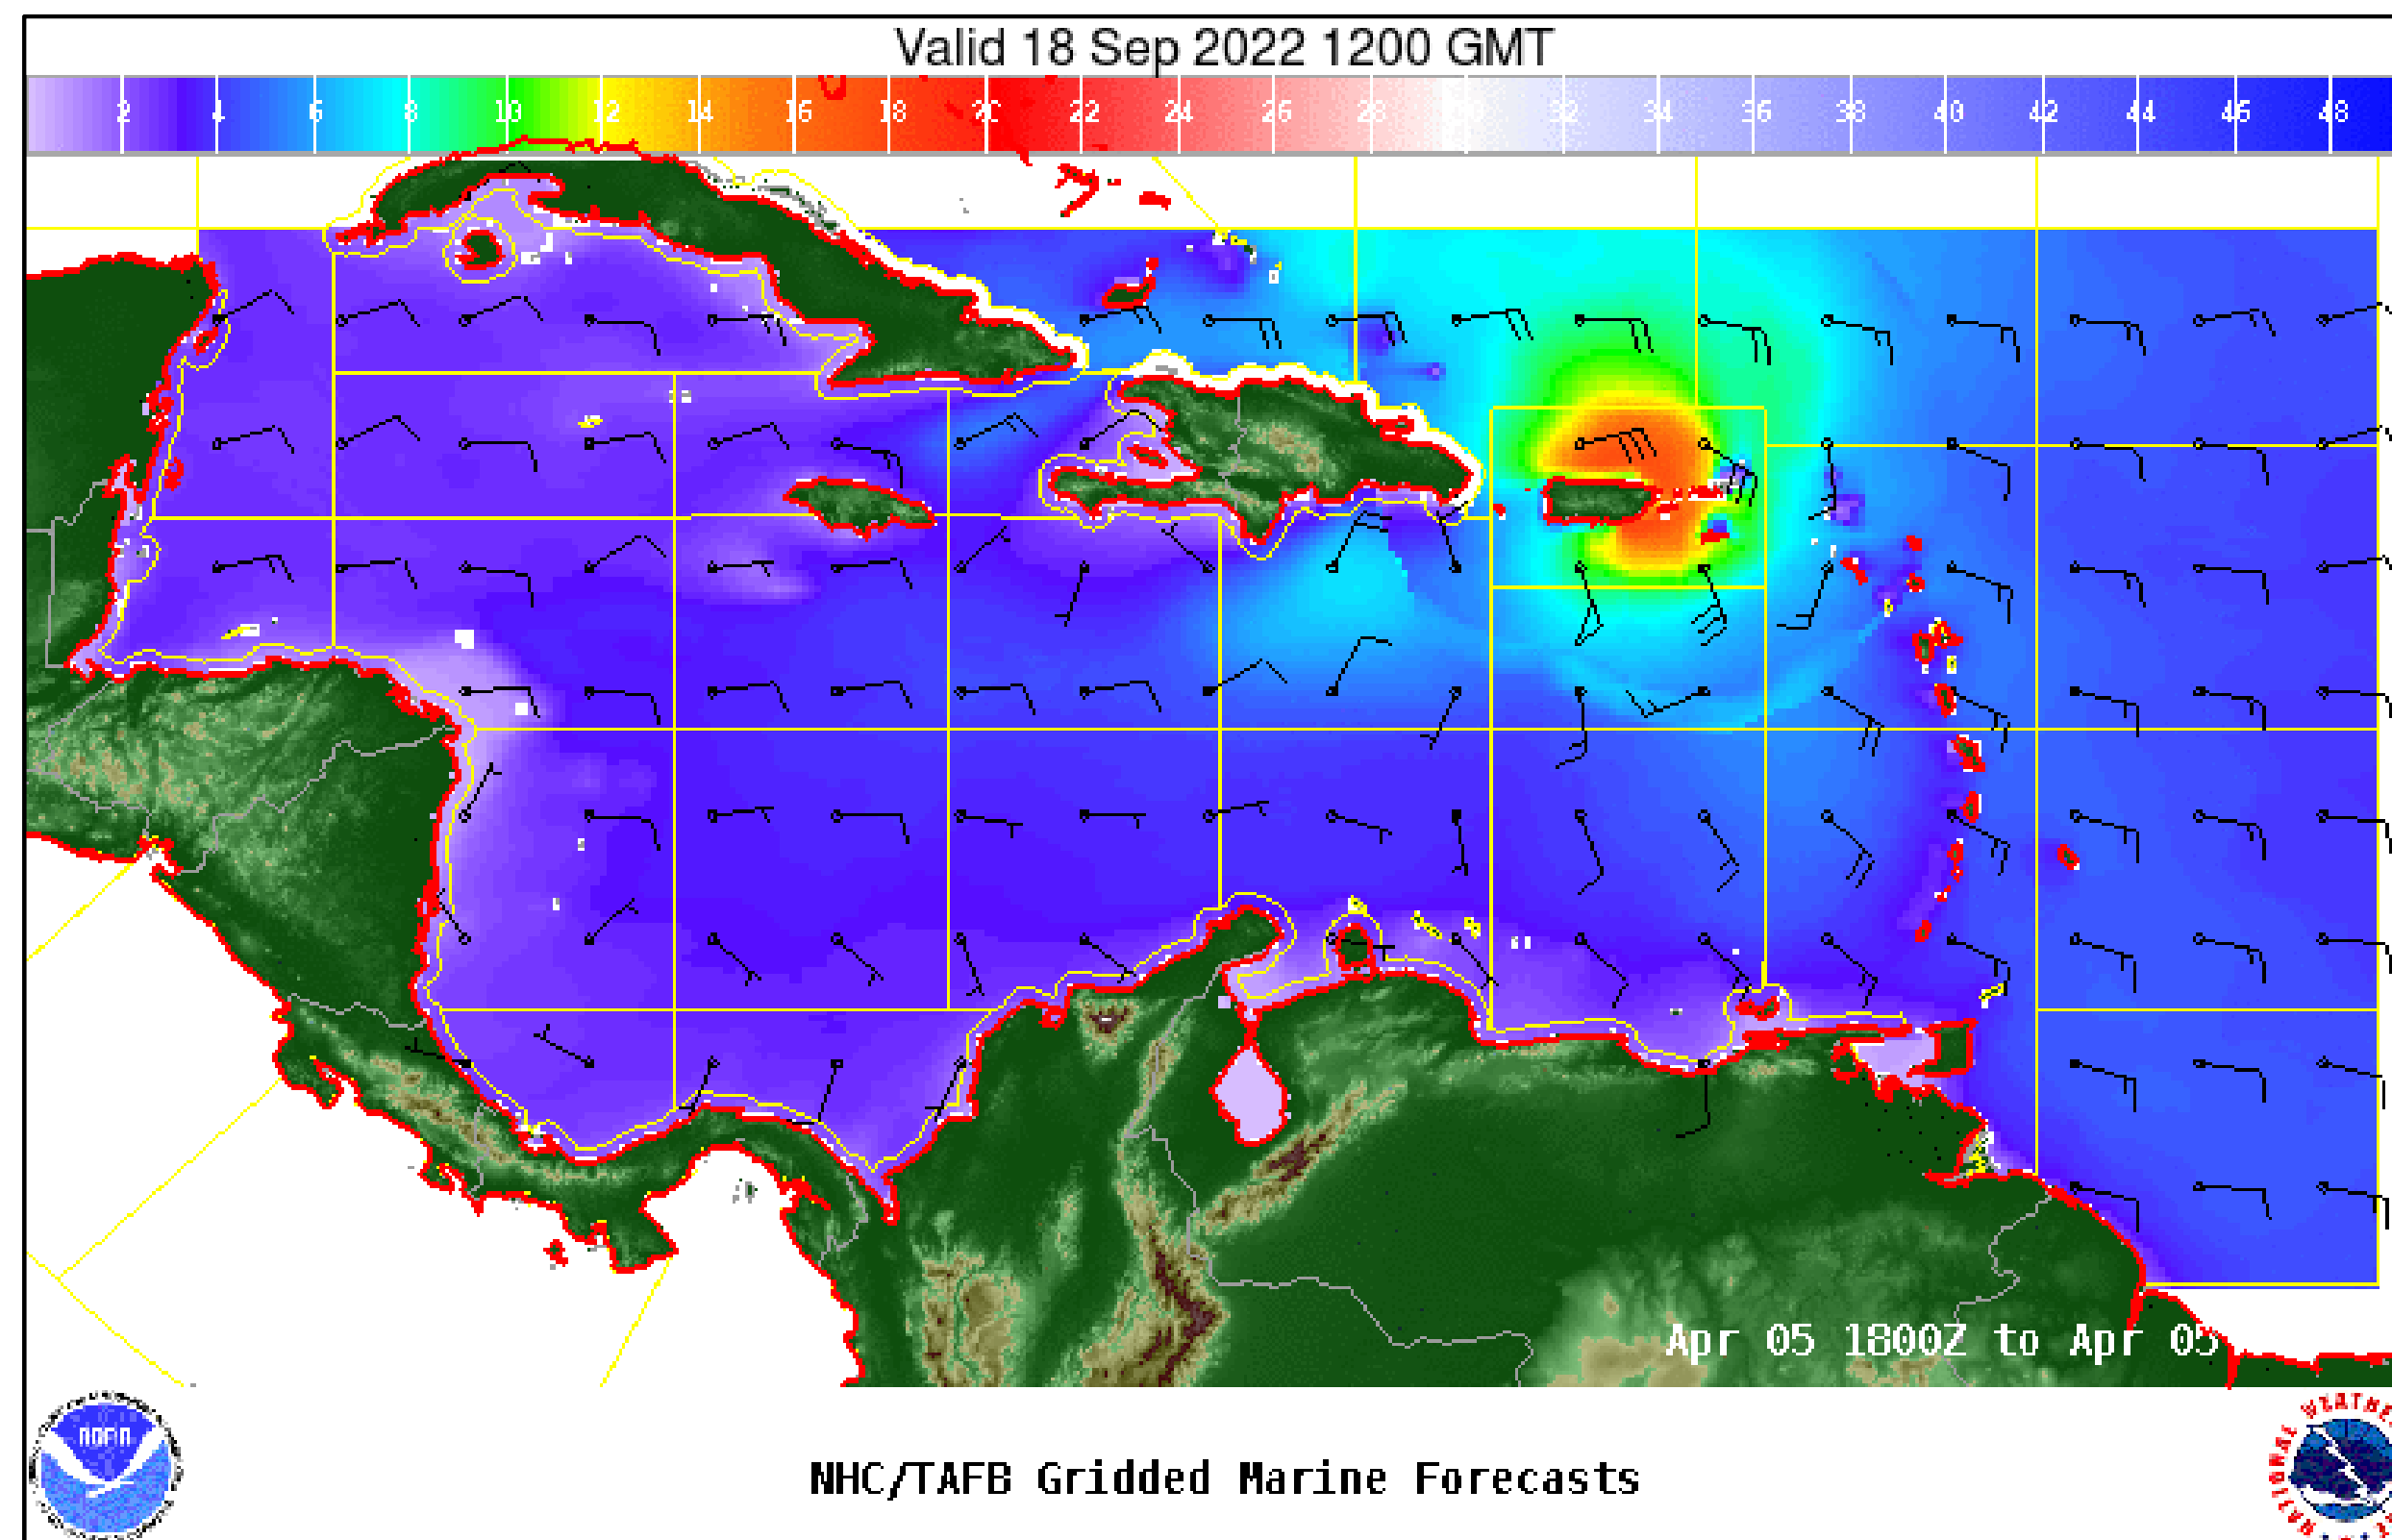 Valid 18 Sep 2022 1200 GMT
2 4 6 8 10 12 14 16 18 20 22 24 26 28 30 32 34 36 38 40 42 44 46 48
Apr 05 1800Z to Apr 05
NOAA
NHC/TAFB Gridded Marine Forecasts
NATIONAL WEATHE